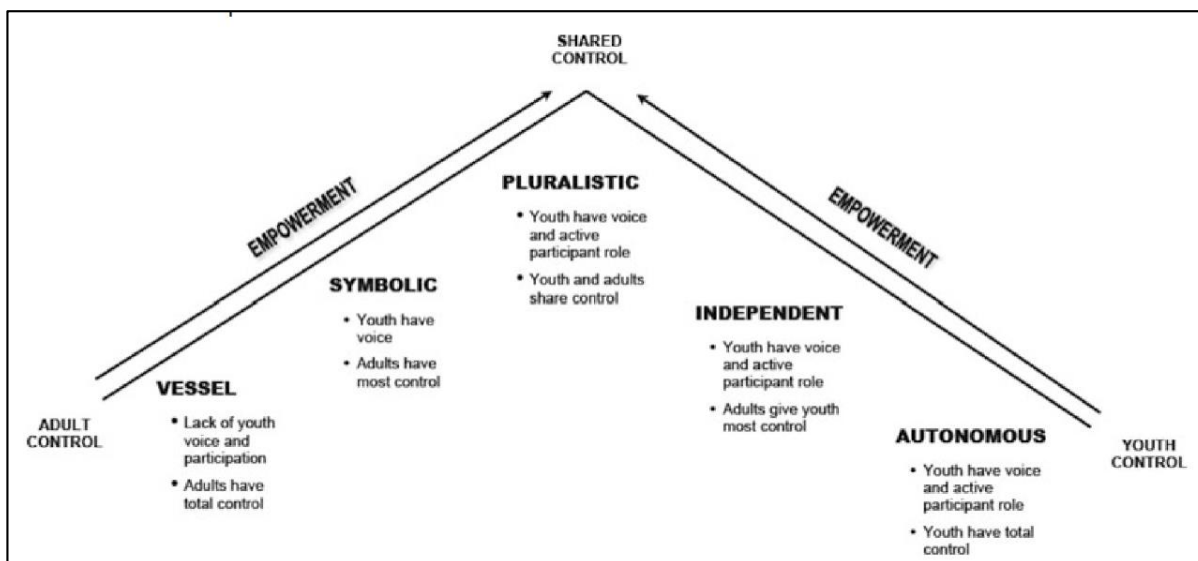 SHARED
CONTROL
EMPOWERMENT
EMPOWERMENT
PLURALISTIC
• Youth have voice
and active
participant role
• Youth and adults
share control
SYMBOLIC
• Youth have
voice
• Adults have
most control
INDEPENDENT
• Youth have voice
and active
participant role
• Adults give youth
most control
VESSEL
• Lack of youth
voice and
participation
• Adults have
total control
ADULT
CONTROL
AUTONOMOUS
• Youth have voice
and active
participant role
• Youth have total
control
YOUTH
CONTROL